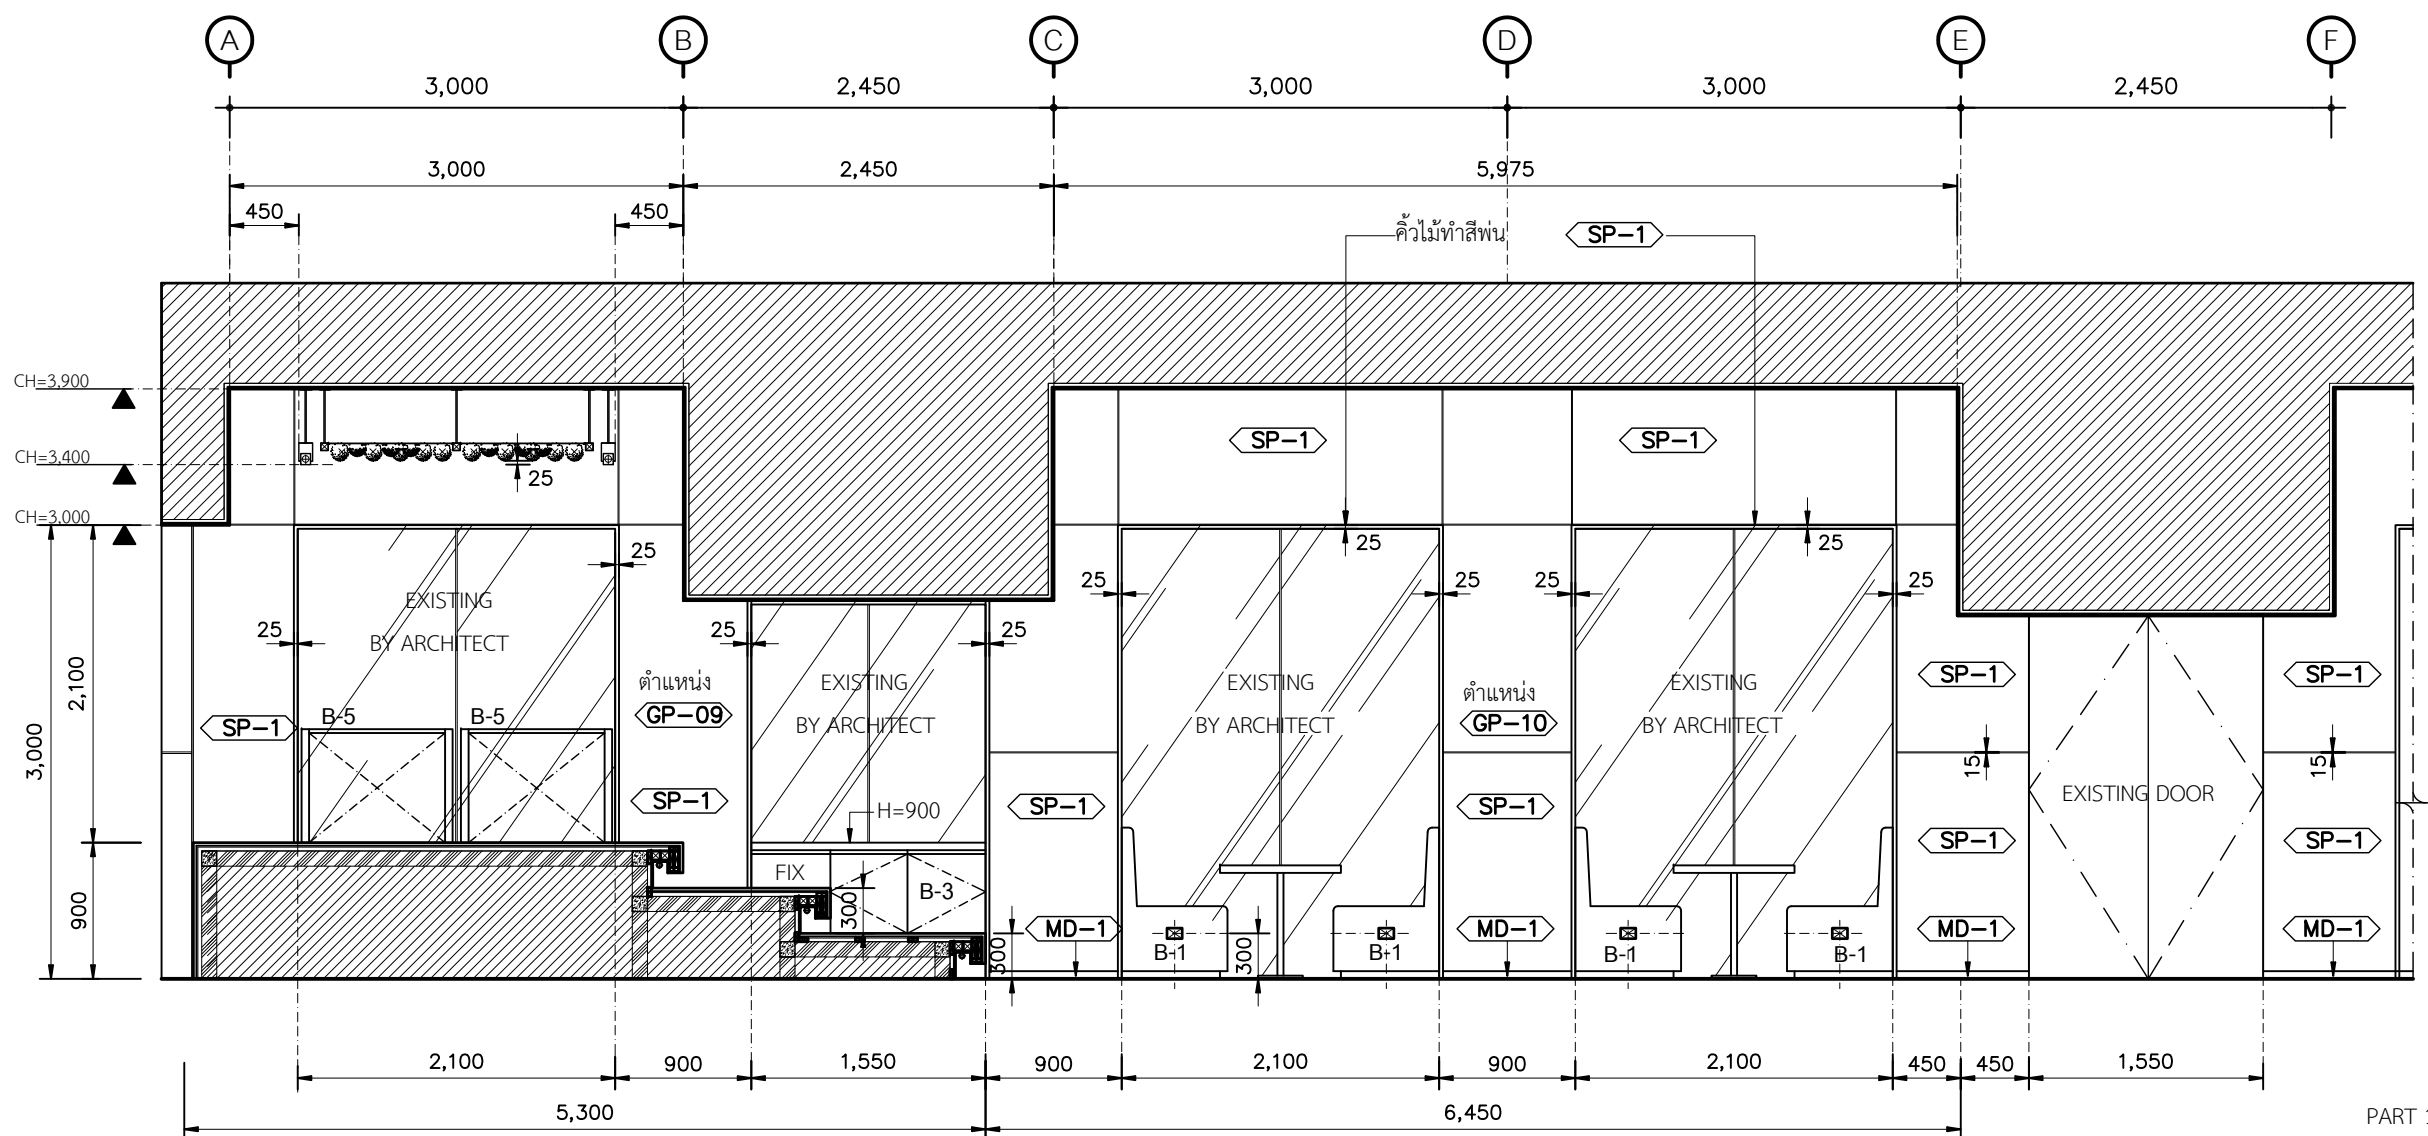 A B C D E F
3,000 2,450 3,000 3,000 2,450
3,000 2,450 5,975
450 450
คิ้วไม้ทำสีพ่น SP-1
CH=3,900
CH=3,400
CH=3,000
SP-1 SP-1
25
25 25 25
25 25 25 25
EXISTING
BY ARCHITECT
25 25 25
2,100
3,000
900
ตำแหน่ง
GP-09
EXISTING
BY ARCHITECT
EXISTING
BY ARCHITECT
ตำแหน่ง
GP-10
EXISTING
BY ARCHITECT
SP-1 SP-1
SP-1 B-5 B-5
15 15
EXISTING DOOR
SP-1 H=900 SP-1 SP-1
SP-1 SP-1
FIX B-3
300 300 300
MD-1 MD-1 MD-1 MD-1
B-1 B-1 B-1 B-1
2,100 900 1,550 900 2,100 900 2,100 450 450 1,550
5,300 6,450
PART